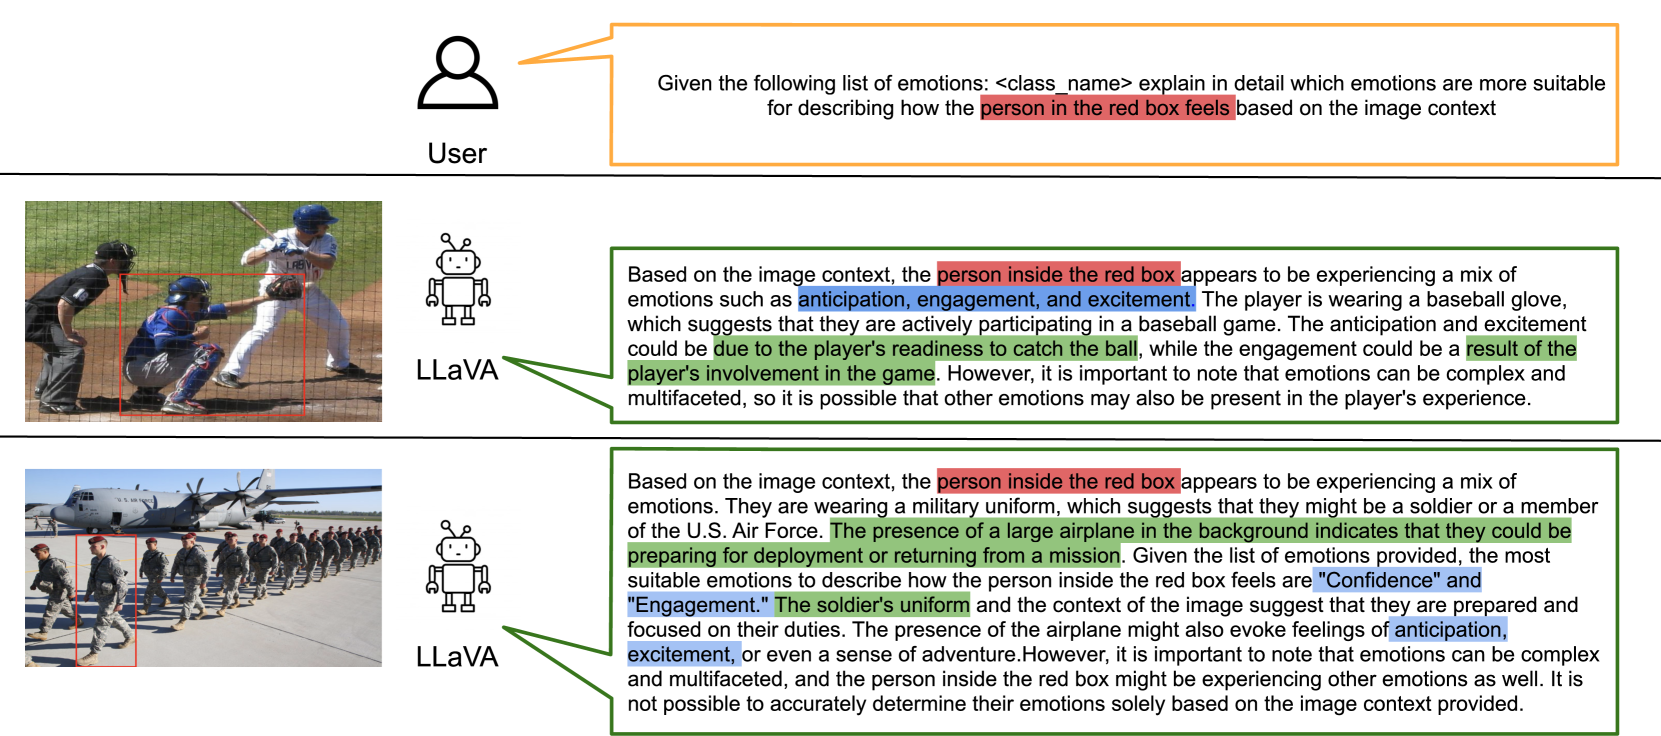 Given the following list of emotions: <class_name> explain in detail which emotions are more suitable
for describing how the person in the red box feels based on the image context
User
Based on the image context, the person inside the red box appears to be experiencing a mix of
emotions such as anticipation, engagement, and excitement. The player is wearing a baseball glove,
which suggests that they are actively participating in a baseball game. The anticipation and excitement
could be due to the player's readiness to catch the ball, while the engagement could be a result of the
player's involvement in the game. However, it is important to note that emotions can be complex and
multifaceted, so it is possible that other emotions may also be present in the player's experience.
LLaVA
Based on the image context, the person inside the red box appears to be experiencing a mix of
emotions. They are wearing a military uniform, which suggests that they might be a soldier or a member
of the U.S. Air Force. The presence of a large airplane in the background indicates that they could be
preparing for deployment or returning from a mission. Given the list of emotions provided, the most
suitable emotions to describe how the person inside the red box feels are "Confidence" and
"Engagement." The soldier's uniform and the context of the image suggest that they are prepared and
focused on their duties. The presence of the airplane might also evoke feelings of anticipation,
excitement, or even a sense of adventure.However, it is important to note that emotions can be complex
and multifaceted, and the person inside the red box might be experiencing other emotions as well. It is
not possible to accurately determine their emotions solely based on the image context provided.
LLaVA
U.S. AIR FORCE